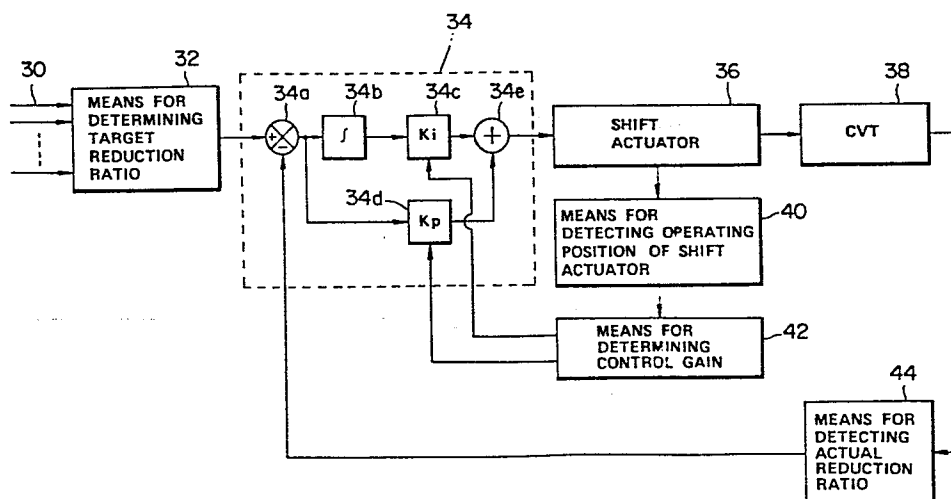 34
30
32
36
38
34a
34b
34c
34e
MEANS FOR
DETERMINING
TARGET
REDUCTION
RATIO
+
−
∫
Ki
+
SHIFT
ACTUATOR
CVT
34d
Kp
40
MEANS FOR
DETECTING OPERATING
POSITION OF SHIFT
ACTUATOR
42
MEANS FOR
DETERMINING
CONTROL GAIN
44
MEANS FOR
DETECTING
ACTUAL
REDUCTION
RATIO